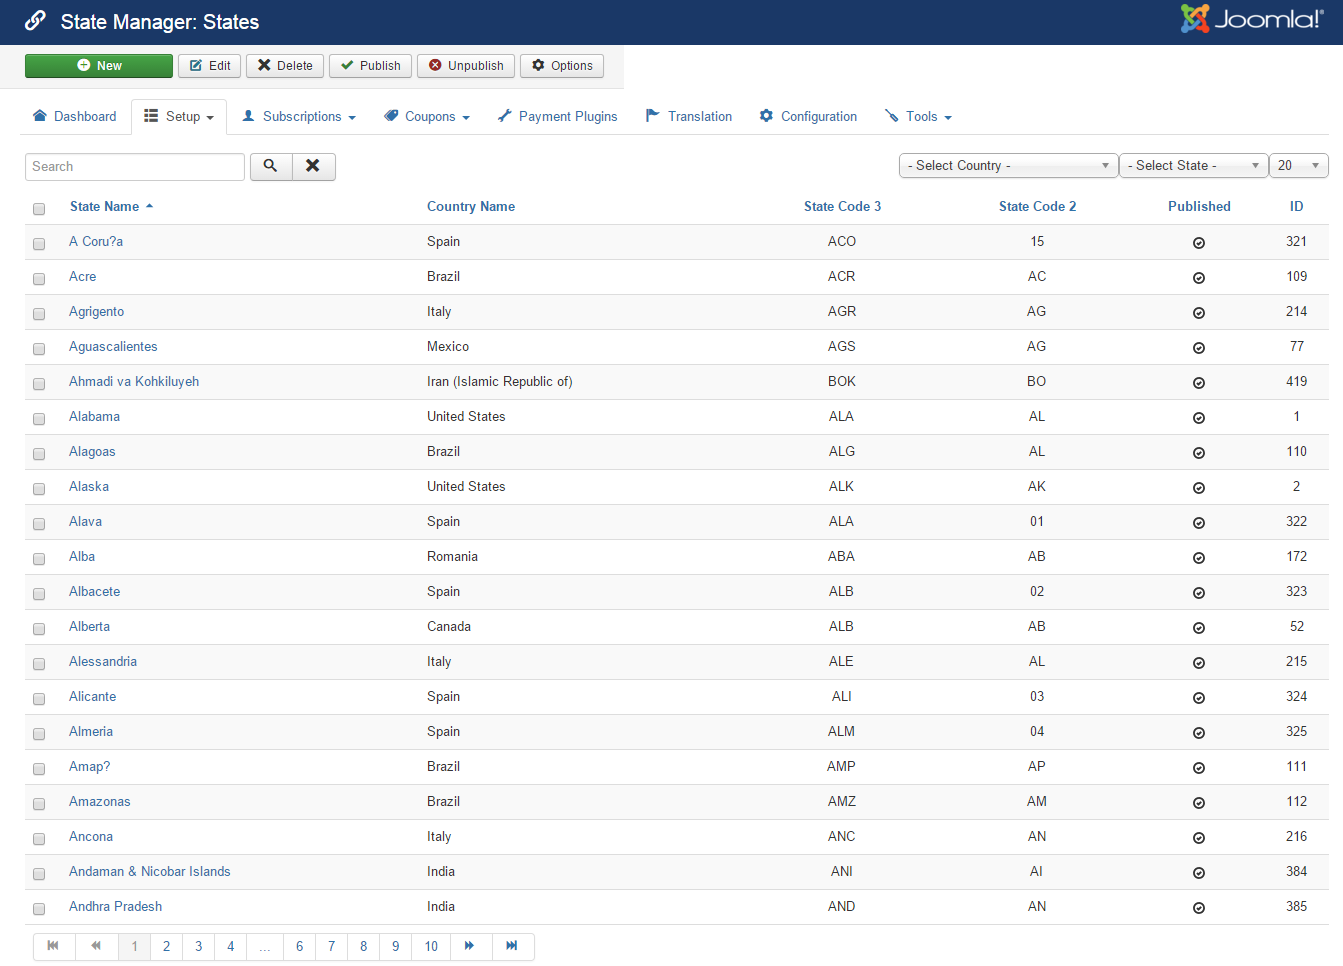 State Manager: States
Joomla!®
New Edit Delete Publish Unpublish Options
Dashboard Setup Subscriptions Coupons Payment Plugins Translation Configuration Tools
Search - Select Country - - Select State - 20
State Name Country Name State Code 3 State Code 2 Published ID
A Coru?a Spain ACO 15 321
Acre Brazil ACR AC 109
Agrigento Italy AGR AG 214
Aguascalientes Mexico AGS AG 77
Ahmadi va Kohkiluyeh Iran (Islamic Republic of) BOK BO 419
Alabama United States ALA AL 1
Alagoas Brazil ALG AL 110
Alaska United States ALK AK 2
Alava Spain ALA 01 322
Alba Romania ABA AB 172
Albacete Spain ALB 02 323
Alberta Canada ALB AB 52
Alessandria Italy ALE AL 215
Alicante Spain ALI 03 324
Almeria Spain ALM 04 325
Amap? Brazil AMP AP 111
Amazonas Brazil AMZ AM 112
Ancona Italy ANC AN 216
Andaman & Nicobar Islands India ANI AI 384
Andhra Pradesh India AND AN 385
1 2 3 4 ... 6 7 8 9 10